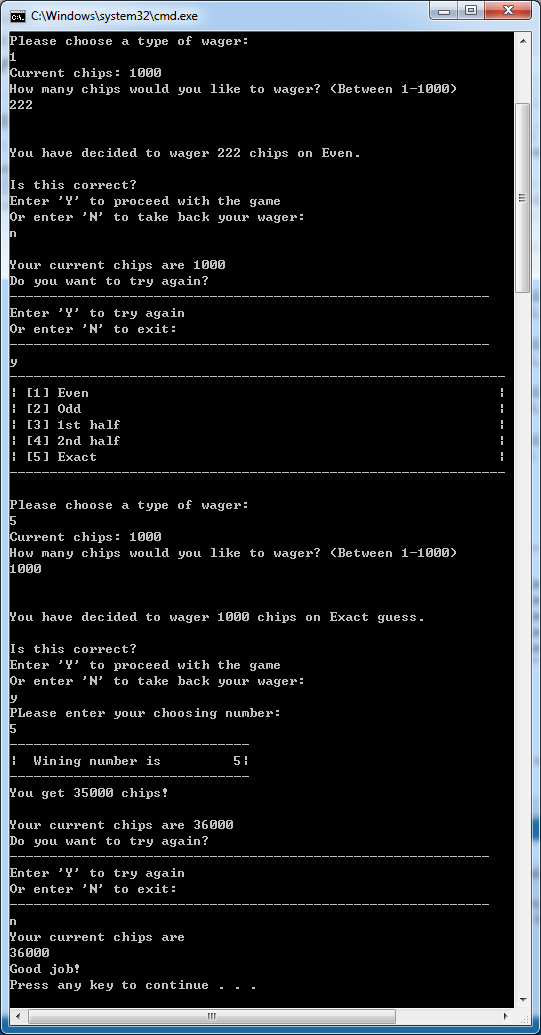 C:\Windows\system32\cmd.exe
Please choose a type of wager:
1
Current chips: 1000
How many chips would you like to wager? (Between 1-1000)
222
You have decided to wager 222 chips on Even.
Is this correct?
Enter 'Y' to proceed with the game
Or enter 'N' to take back your wager:
n
Your current chips are 1000
Do you want to try again?
------------------------------------------------------------
Enter 'Y' to try again
Or enter 'N' to exit:
------------------------------------------------------------
y
--------------------------------------------------------------
¦ [1] Even ¦
¦ [2] Odd ¦
¦ [3] 1st half ¦
¦ [4] 2nd half ¦
¦ [5] Exact ¦
--------------------------------------------------------------
Please choose a type of wager:
5
Current chips: 1000
How many chips would you like to wager? (Between 1-1000)
1000
You have decided to wager 1000 chips on Exact guess.
Is this correct?
Enter 'Y' to proceed with the game
Or enter 'N' to take back your wager:
y
PLease enter your choosing number:
5
------------------------------
¦ Wining number is 5¦
------------------------------
You get 35000 chips!
Your current chips are 36000
Do you want to try again?
------------------------------------------------------------
Enter 'Y' to try again
Or enter 'N' to exit:
------------------------------------------------------------
n
Your current chips are
36000
Good job!
Press any key to continue . . .